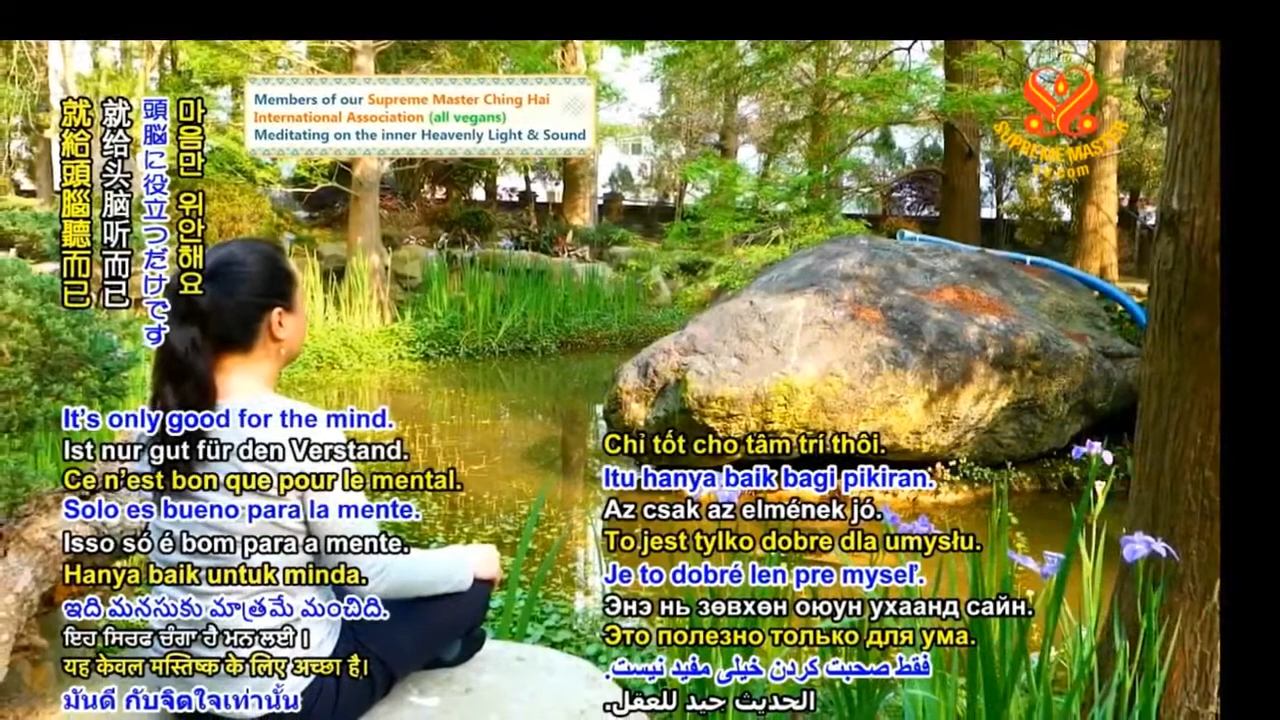 Members of our Supreme Master Ching Hai
International Association (all vegans)
Meditating on the inner Heavenly Light & Sound
SUPREME MASTER
TV.com
마음만 위안해요
頭脳に役立つだけです
就给头脑听而已
就給頭腦聽而已
It's only good for the mind.
Ist nur gut für den Verstand.
Ce n'est bon que pour le mental.
Solo es bueno para la mente.
Isso só é bom para a mente.
Hanya baik untuk minda.
ఇది మనసుకు మాత్రమే మంచిది.
ਇਹ ਸਿਰਫ ਚੰਗਾ ਹੈ ਮਨ ਲਈ।
यह केवल मस्तिष्क के लिए अच्छा है।
มันดี กับจิตใจเท่านั้น
Chỉ tốt cho tâm trí thôi.
Itu hanya baik bagi pikiran.
Az csak az elmének jó.
To jest tylko dobre dla umysłu.
Je to dobré len pre myseľ.
Энэ нь зөвхөн оюун ухаанд сайн.
Это полезно только для ума.
فقط صحبت کردن خیلی مفید نیست.
الحديث جيد للعقل.